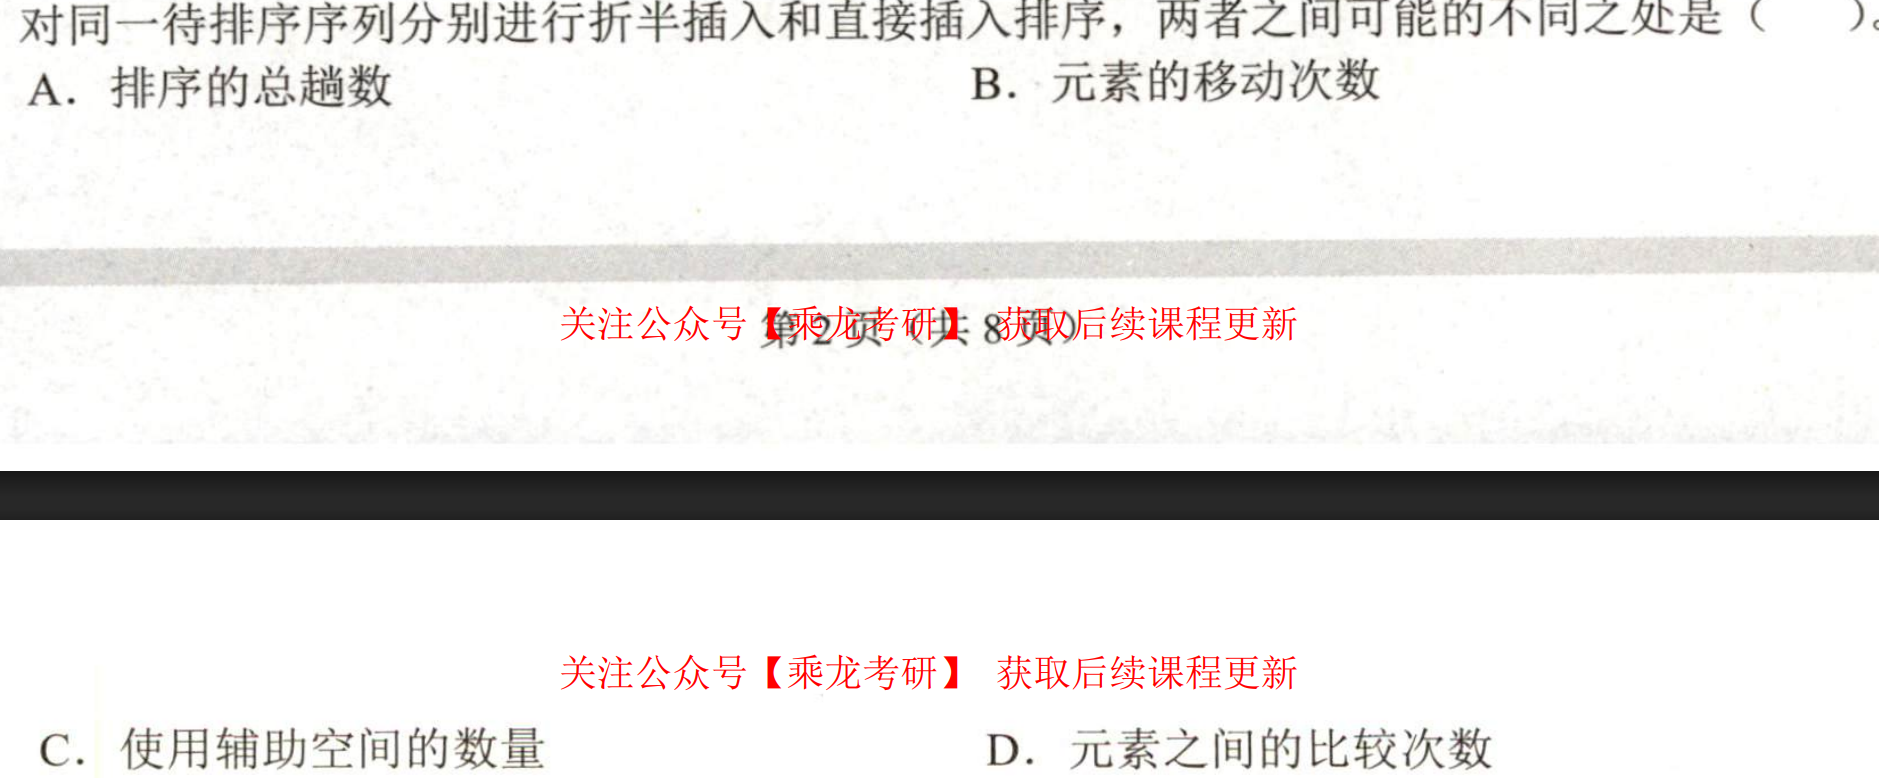 对同一待排序序列分别进行折半插入和直接插入排序，两者之间可能的不同之处是（　　）。
A．排序的总趟数
B．元素的移动次数
关注公众号【乘龙考研】 获取后续课程更新
第 2 页（共 8 页）
关注公众号【乘龙考研】 获取后续课程更新
C．使用辅助空间的数量
D．元素之间的比较次数